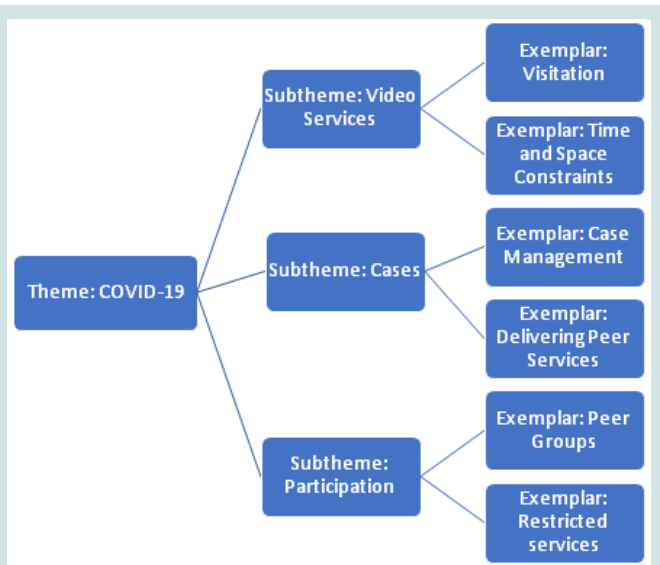 Theme: COVID-19
Subtheme: Video
Services
Exemplar:
Visitation
Exemplar: Time
and Space
Constraints
Subtheme: Cases
Exemplar: Case
Management
Exemplar:
Delivering Peer
Services
Subtheme:
Participation
Exemplar: Peer
Groups
Exemplar:
Restricted
services